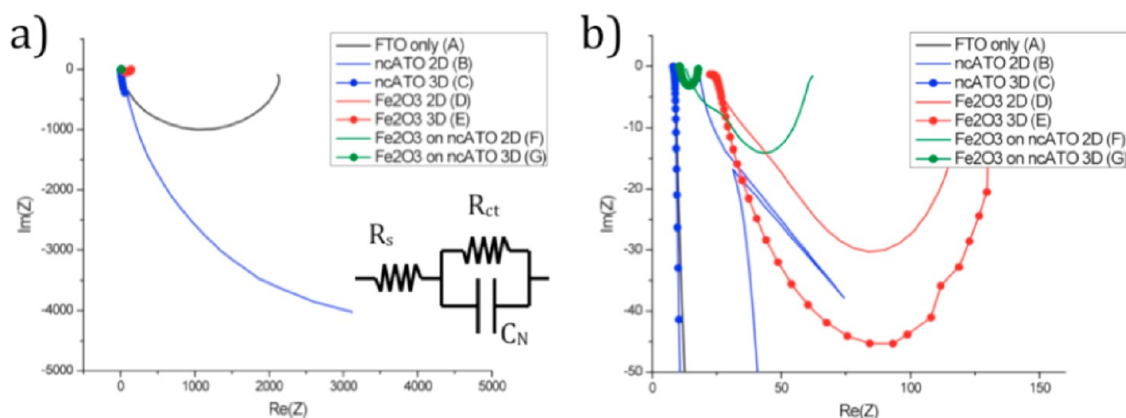 a)
FTO only (A)
ncATO 2D (B)
ncATO 3D (C)
Fe2O3 2D (D)
Fe2O3 3D (E)
Fe2O3 on ncATO 2D (F)
Fe2O3 on ncATO 3D (G)
0
-1000
-2000
-3000
-4000
-5000
Im(Z)
0 1000 2000 3000 4000 5000
Re(Z)
Rs
Rct
CN
b)
FTO only (A)
ncATO 2D (B)
ncATO 3D (C)
Fe2O3 2D (D)
Fe2O3 3D (E)
Fe2O3 on ncATO 2D (F)
Fe2O3 on ncATO 3D (G)
0
-10
-20
-30
-40
-50
Im(Z)
0 50 100 150
Re(Z)